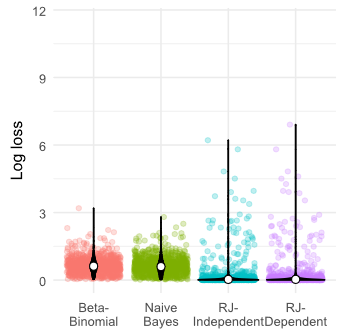 12
9
6
3
0
Log loss
Beta-
Binomial
Naive
Bayes
RJ-
Independent
RJ-
Dependent